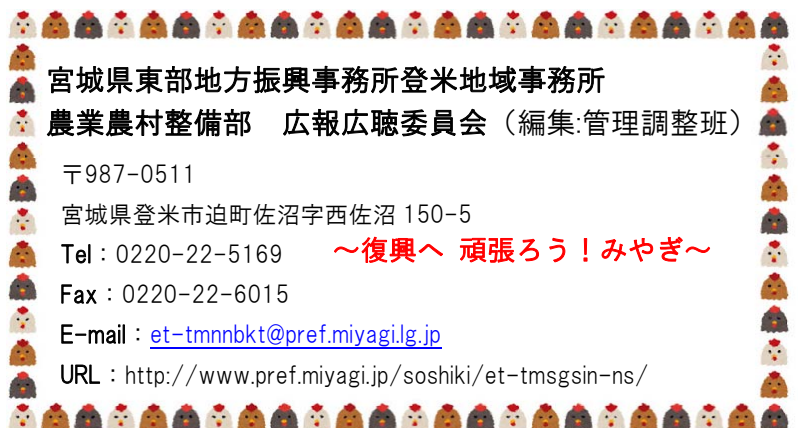 宮城県東部地方振興事務所登米地域事務所
農業農村整備部　広報広聴委員会（編集:管理調整班）
〒987-0511
宮城県登米市迫町佐沼字西佐沼 150-5
Tel：0220-22-5169　～復興へ 頑張ろう！みやぎ～
Fax：0220-22-6015
E-mail：et-tmnnbkt@pref.miyagi.lg.jp
URL：http://www.pref.miyagi.jp/soshiki/et-tmsgsin-ns/